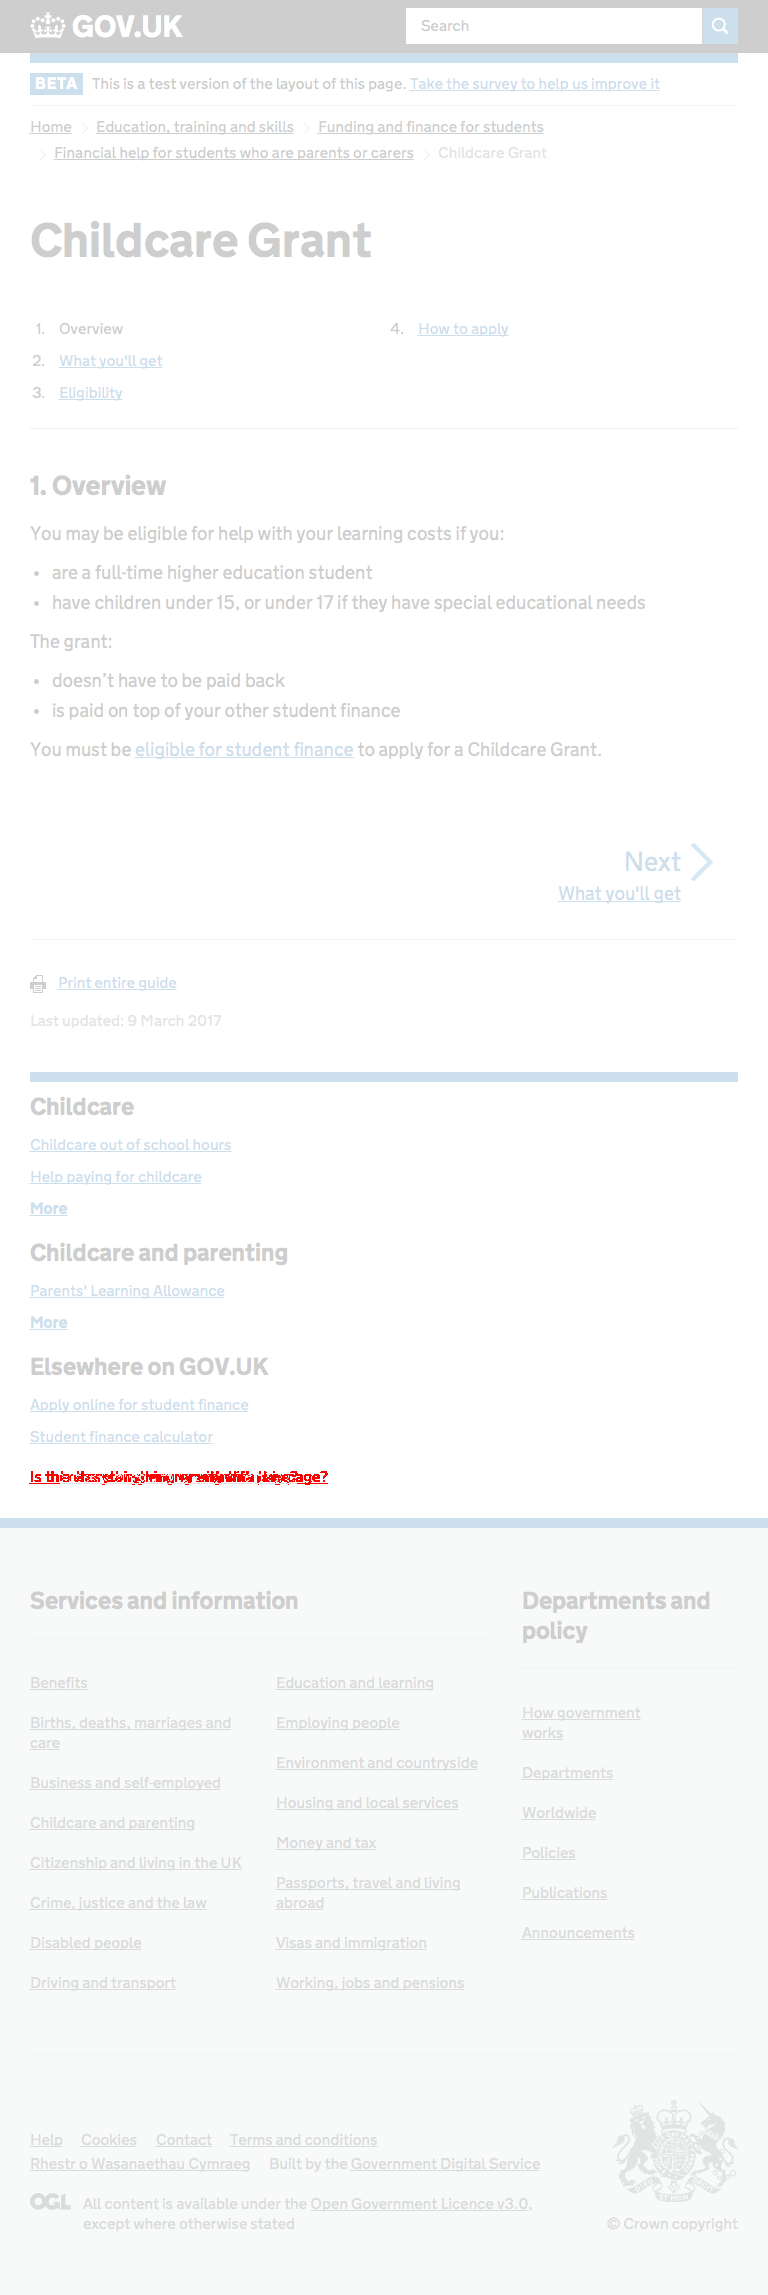 GOV.UK
Search
BETA This is a test version of the layout of this page. Take the survey to help us improve it
Home Education, training and skills Funding and finance for students
Financial help for students who are parents or carers Childcare Grant
Childcare Grant
1. Overview
2. What you'll get
3. Eligibility
4. How to apply
1. Overview
You may be eligible for help with your learning costs if you:
• are a full-time higher education student
• have children under 15, or under 17 if they have special educational needs
The grant:
• doesn’t have to be paid back
• is paid on top of your other student finance
You must be eligible for student finance to apply for a Childcare Grant.
Next
What you'll get
Print entire guide
Last updated: 9 March 2017
Childcare
Childcare out of school hours
Help paying for childcare
More
Childcare and parenting
Parents' Learning Allowance
More
Elsewhere on GOV.UK
Apply online for student finance
Student finance calculator
Services and information
Benefits
Births, deaths, marriages and
care
Business and self-employed
Childcare and parenting
Citizenship and living in the UK
Crime, justice and the law
Disabled people
Driving and transport
Education and learning
Employing people
Environment and countryside
Housing and local services
Money and tax
Passports, travel and living
abroad
Visas and immigration
Working, jobs and pensions
Departments and
policy
How government
works
Departments
Worldwide
Policies
Publications
Announcements
Help Cookies Contact Terms and conditions
Rhestr o Wasanaethau Cymraeg Built by the Government Digital Service
OGL All content is available under the Open Government Licence v3.0,
except where otherwise stated
© Crown copyright